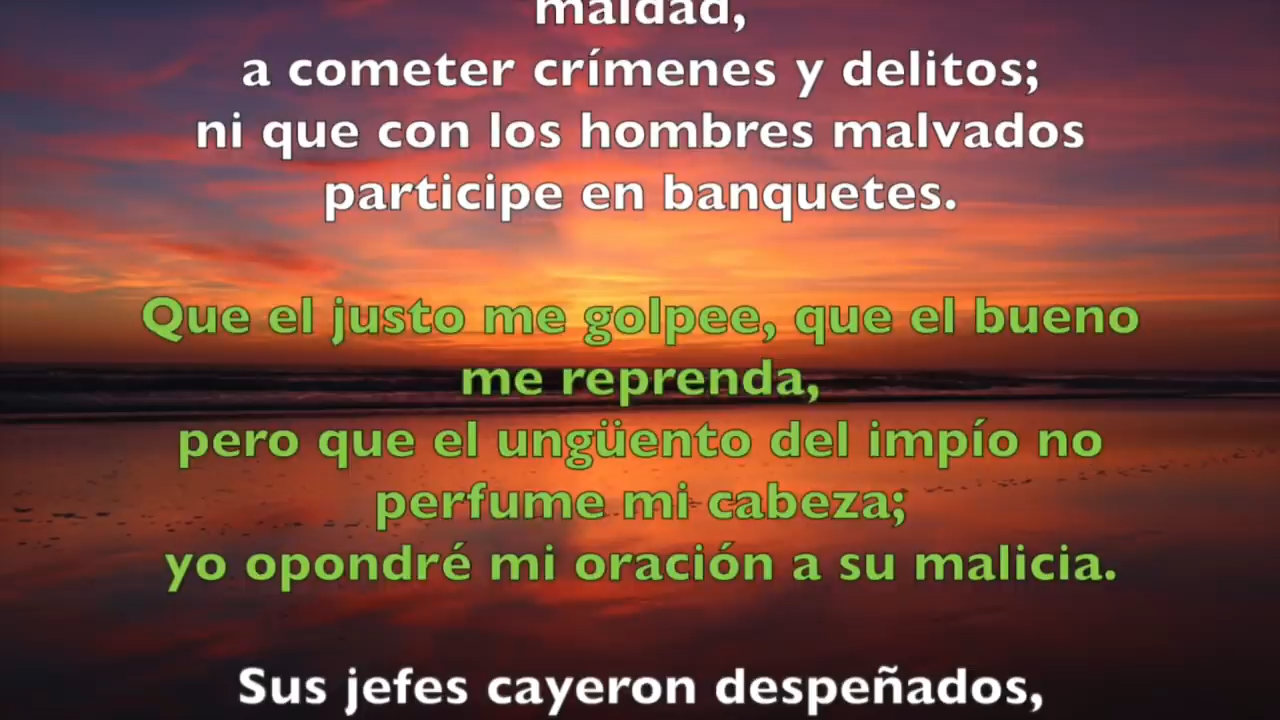 maldad,
a cometer crímenes y delitos;
ni que con los hombres malvados
participe en banquetes.
Que el justo me golpee, que el bueno
me reprenda,
pero que el ungüento del impío no
perfume mi cabeza;
yo opondré mi oración a su malicia.
Sus jefes cayeron despeñados,